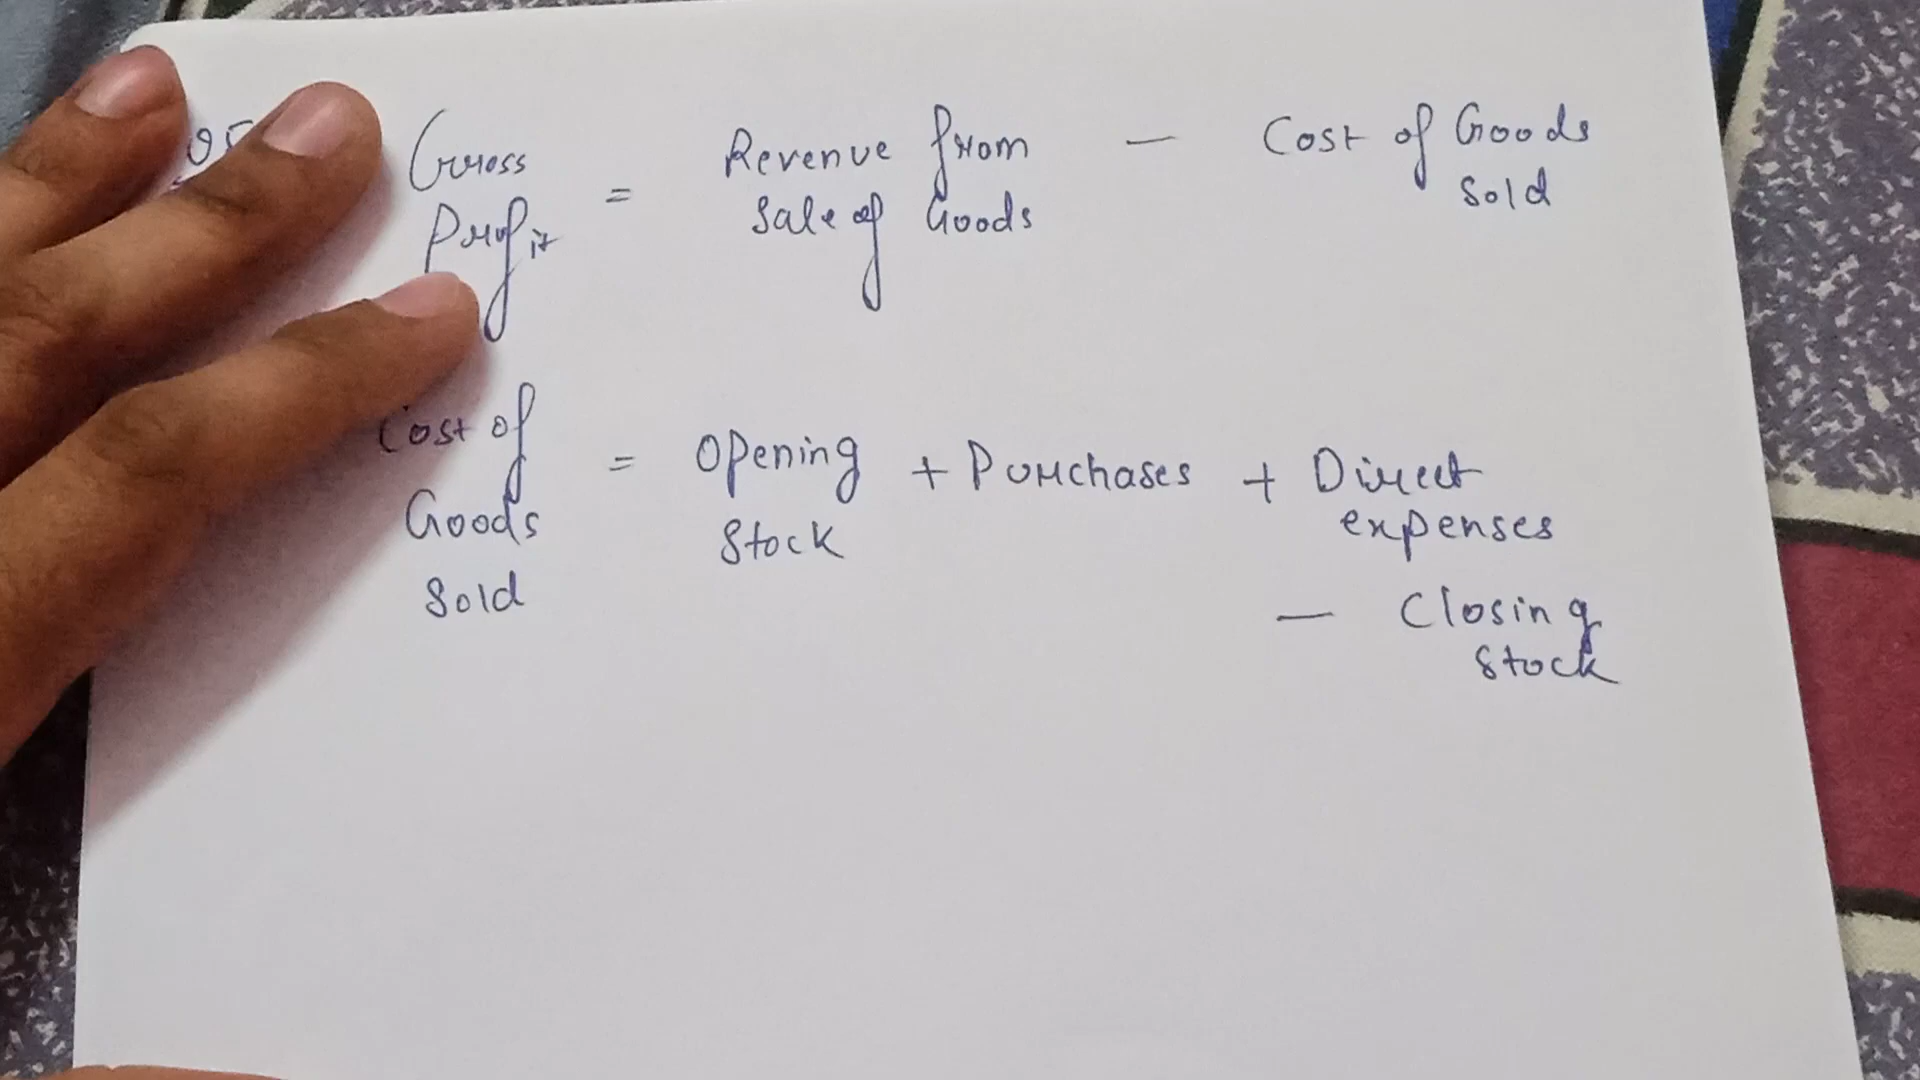 Gross Profit = Revenue from Sale of Goods — Cost of Goods Sold
Cost of Goods Sold = Opening Stock + Purchases + Direct expenses
— Closing Stock